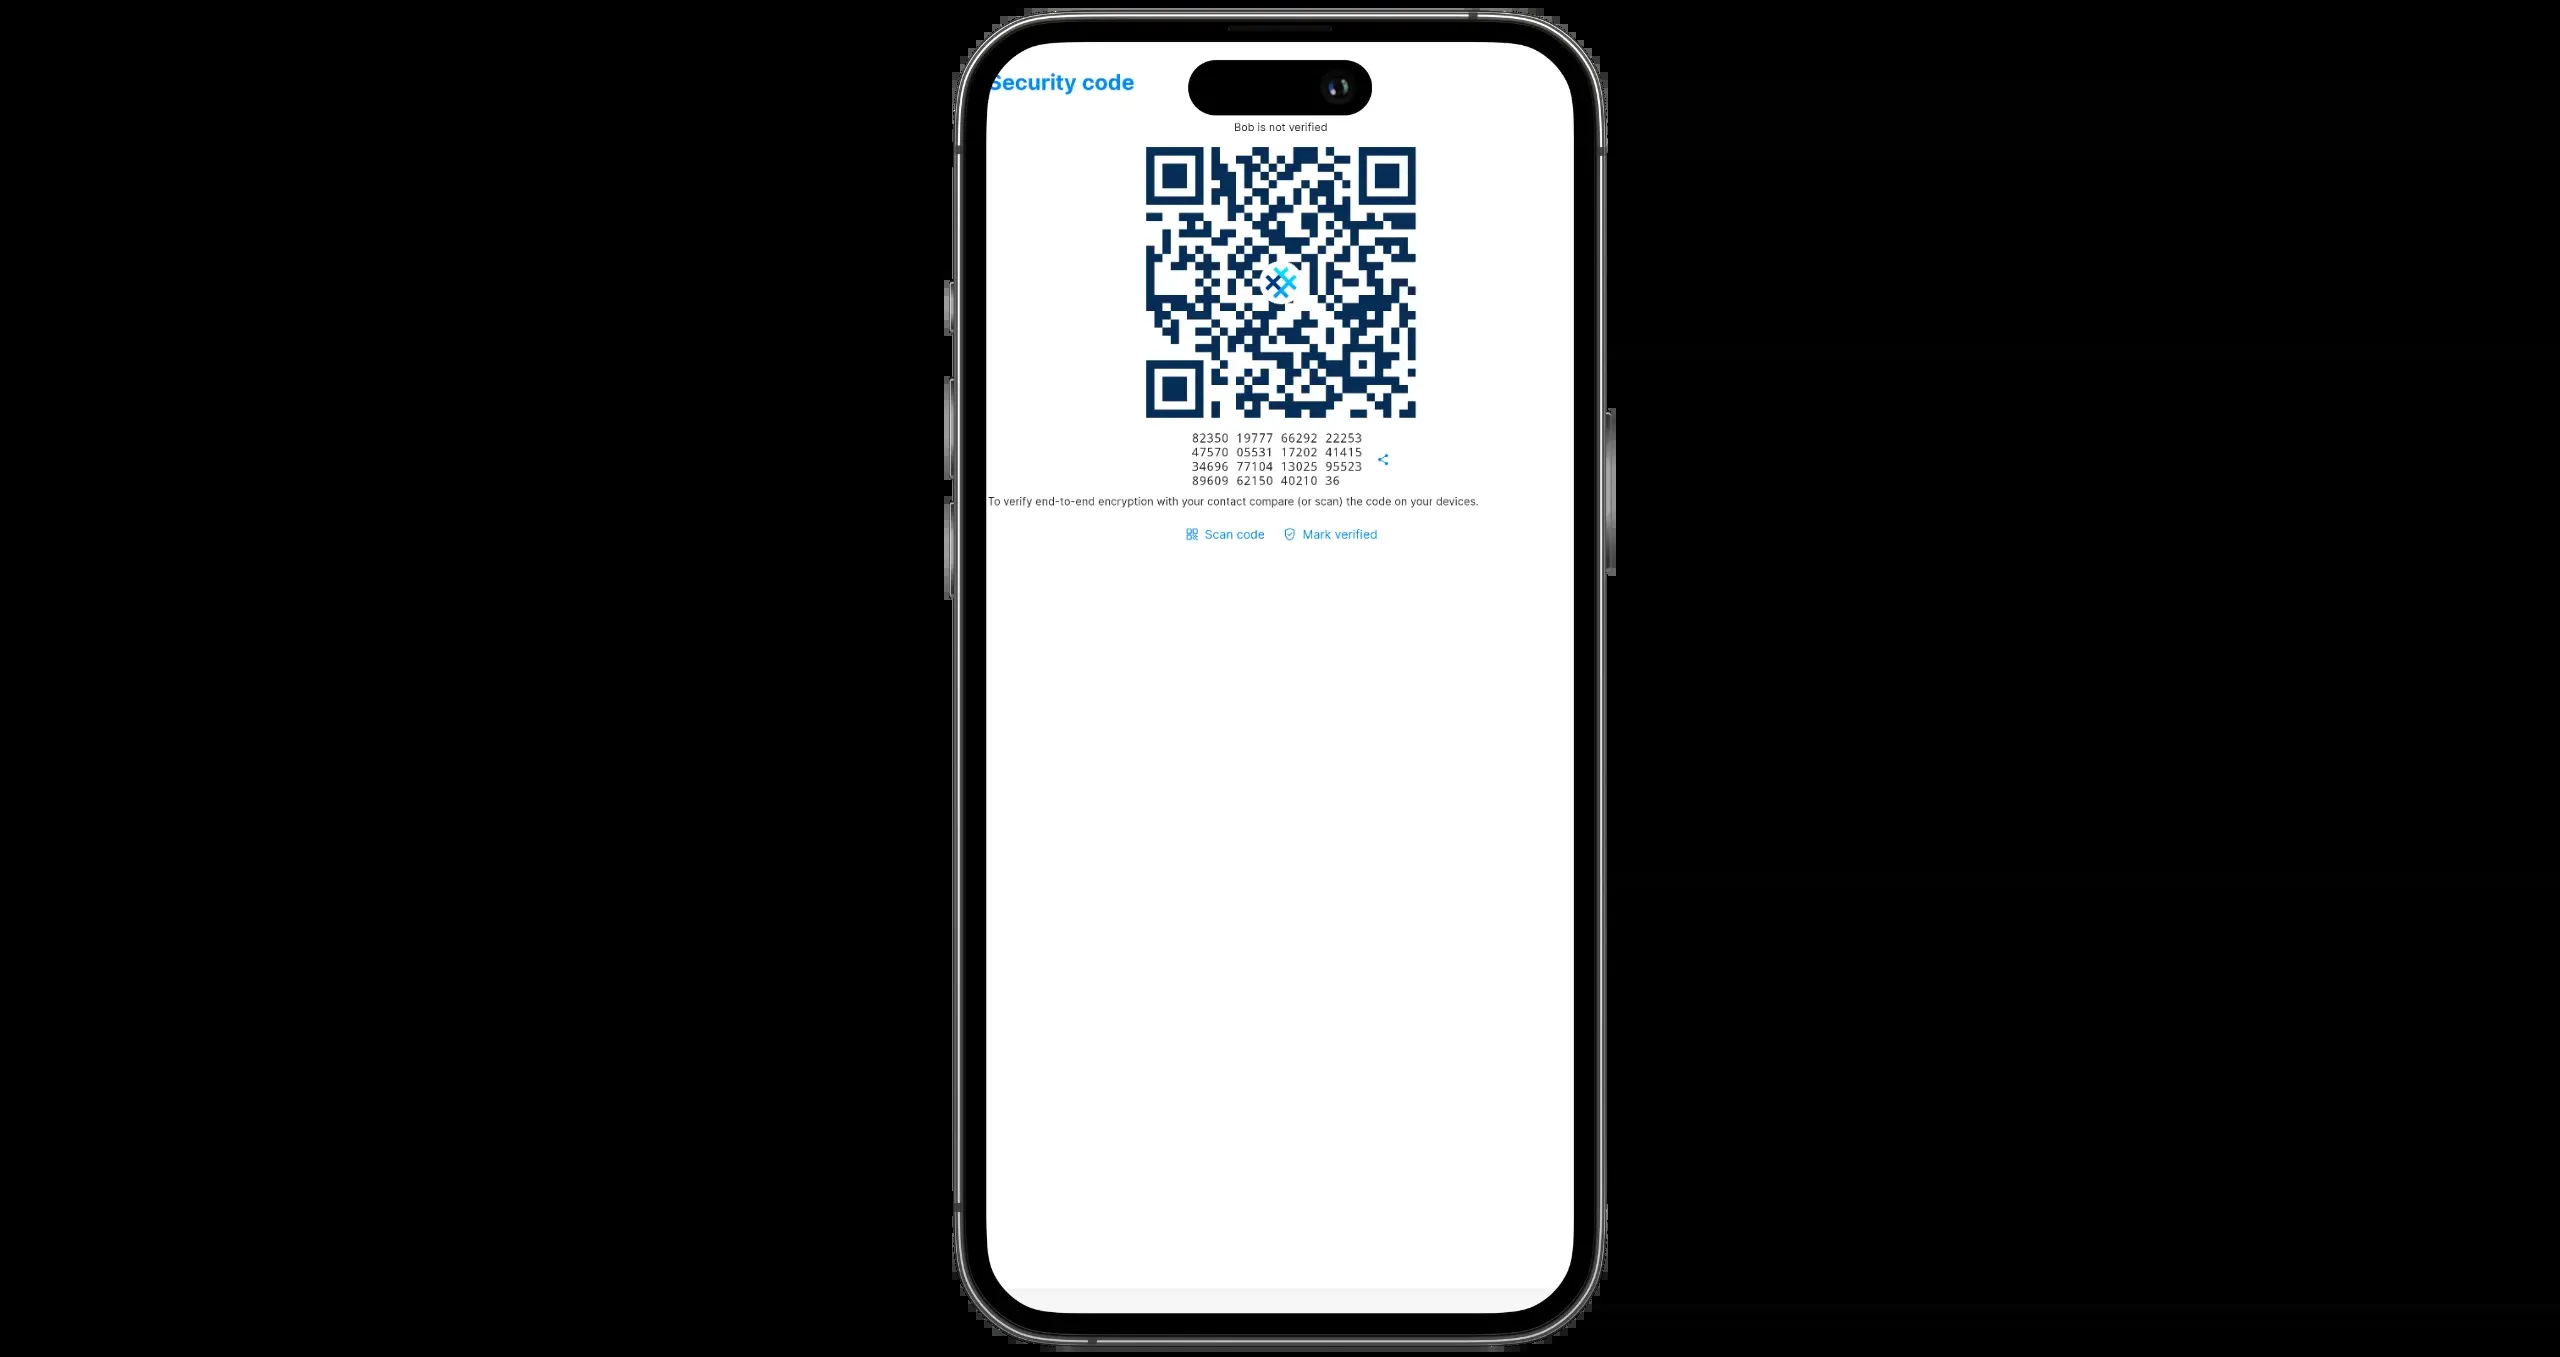 Security code
Bob is not verified
82350 19777 66292 22253
47570 05531 17202 41415
34696 77104 13025 95523
89609 62150 40210 36
To verify end-to-end encryption with your contact compare (or scan) the code on your devices.
Scan code Mark verified